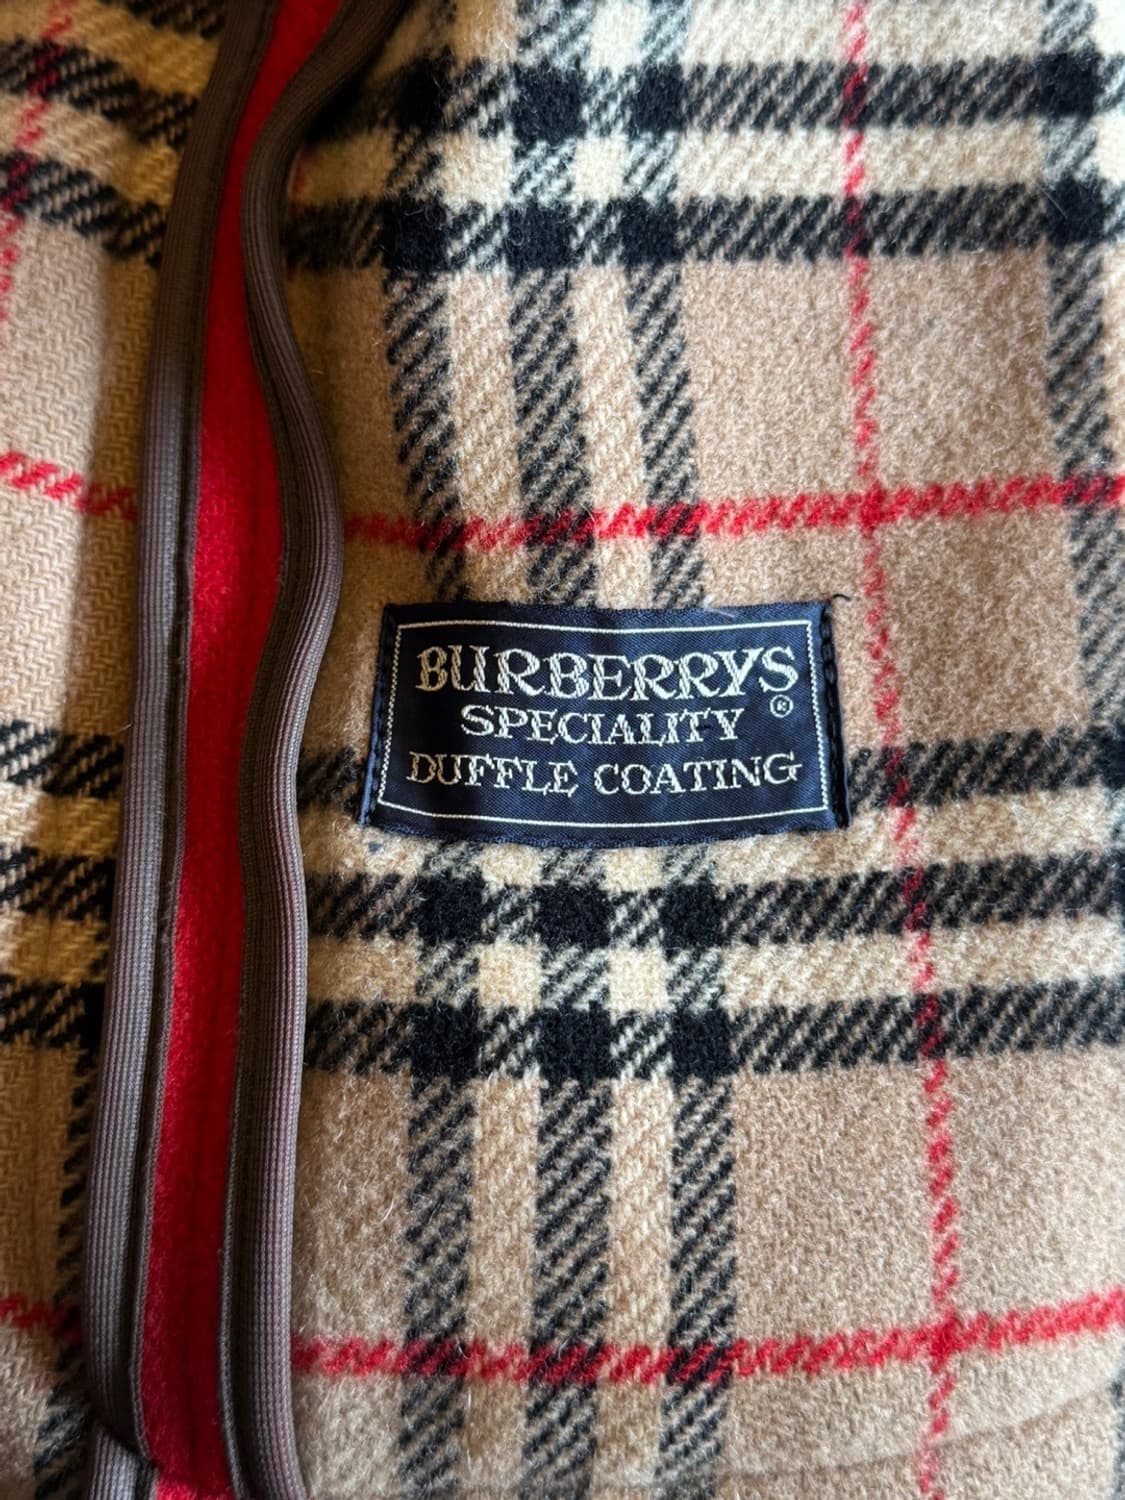 BURBERRYS
SPECIALITY ®
DUFFLE COATING